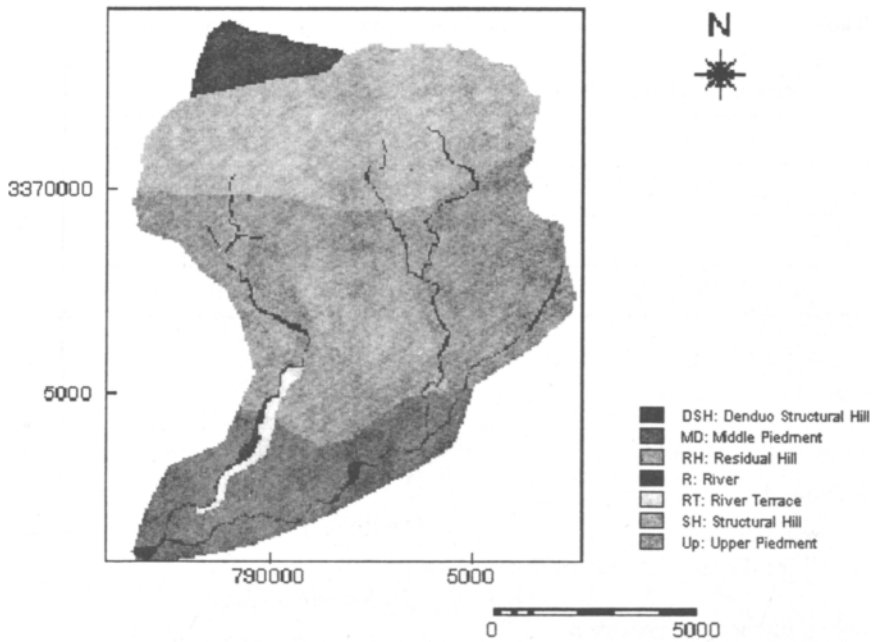 N
3370000
5000
DSH: Denduo Structural Hill
MD: Middle Piedment
RH: Residual Hill
R: River
RT: River Terrace
SH: Structural Hill
Up: Upper Piedment
790000 5000
0 5000